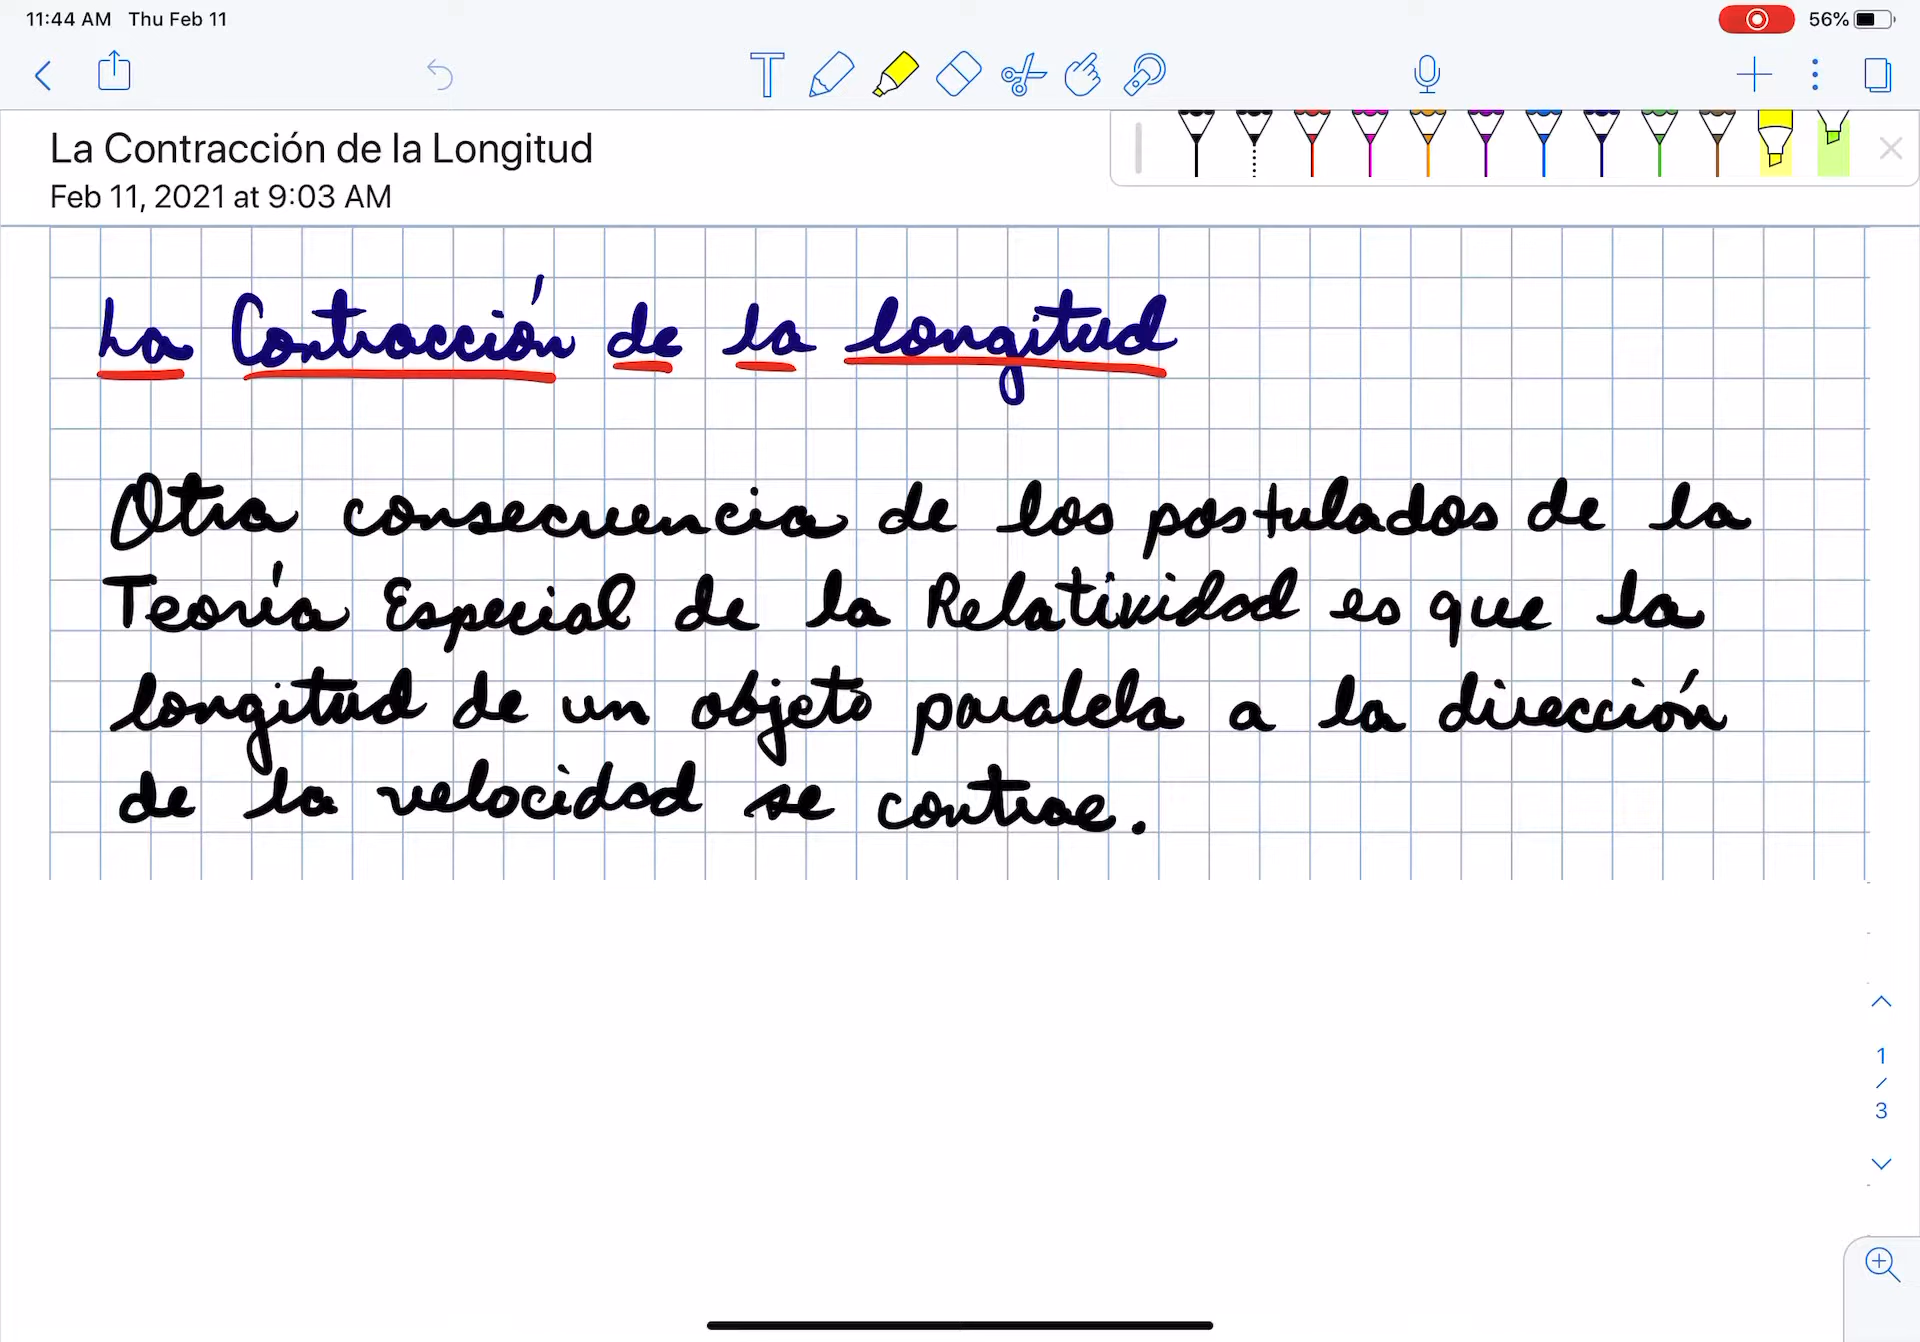 11:44 AM Thu Feb 11
56%
La Contracción de la Longitud
Feb 11, 2021 at 9:03 AM
La Contracción de la longitud
Otra consecuencia de los postulados de la
Teoría Especial de la Relatividad es que la
longitud de un objeto paralela a la dirección
de la velocidad se contrae.
1
/
3